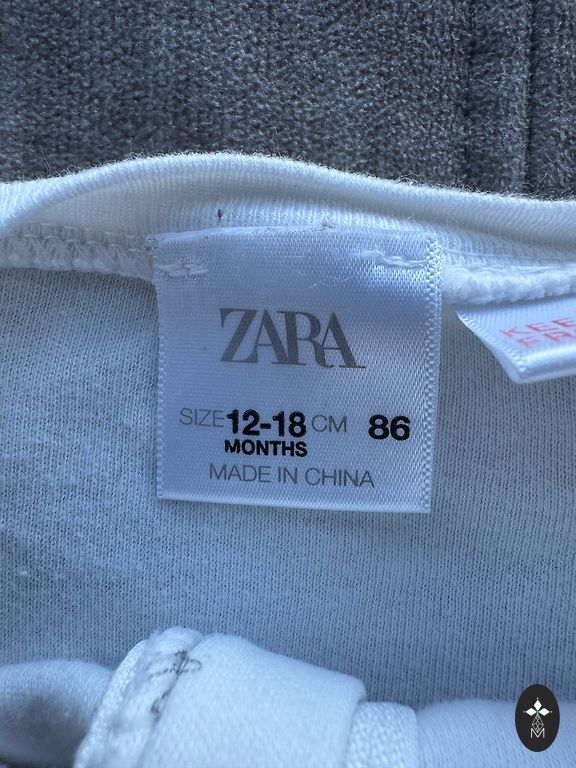 ZARA
SIZE 12-18 CM 86
MONTHS
MADE IN CHINA